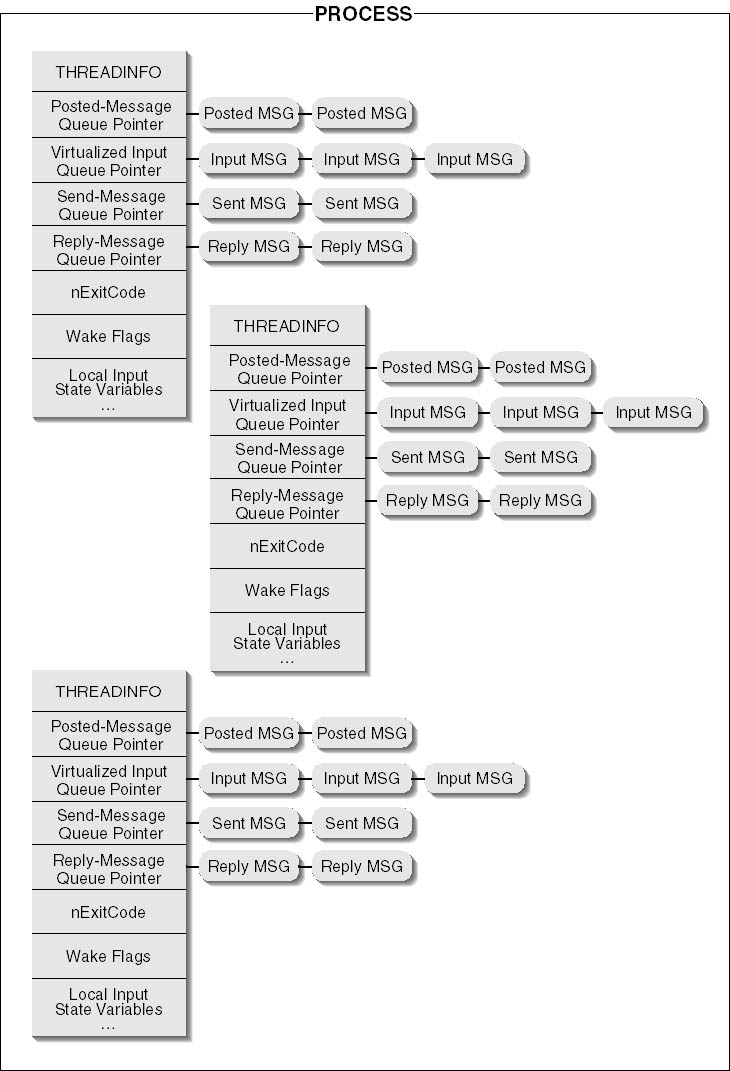 PROCESS
THREADINFO
Posted-Message
Queue Pointer
Posted MSG
Posted MSG
Virtualized Input
Queue Pointer
Input MSG
Input MSG
Input MSG
Send-Message
Queue Pointer
Sent MSG
Sent MSG
Reply-Message
Queue Pointer
Reply MSG
Reply MSG
nExitCode
Wake Flags
Local Input
State Variables
...
THREADINFO
Posted-Message
Queue Pointer
Posted MSG
Posted MSG
Virtualized Input
Queue Pointer
Input MSG
Input MSG
Input MSG
Send-Message
Queue Pointer
Sent MSG
Sent MSG
Reply-Message
Queue Pointer
Reply MSG
Reply MSG
nExitCode
Wake Flags
Local Input
State Variables
...
THREADINFO
Posted-Message
Queue Pointer
Posted MSG
Posted MSG
Virtualized Input
Queue Pointer
Input MSG
Input MSG
Input MSG
Send-Message
Queue Pointer
Sent MSG
Sent MSG
Reply-Message
Queue Pointer
Reply MSG
Reply MSG
nExitCode
Wake Flags
Local Input
State Variables
...